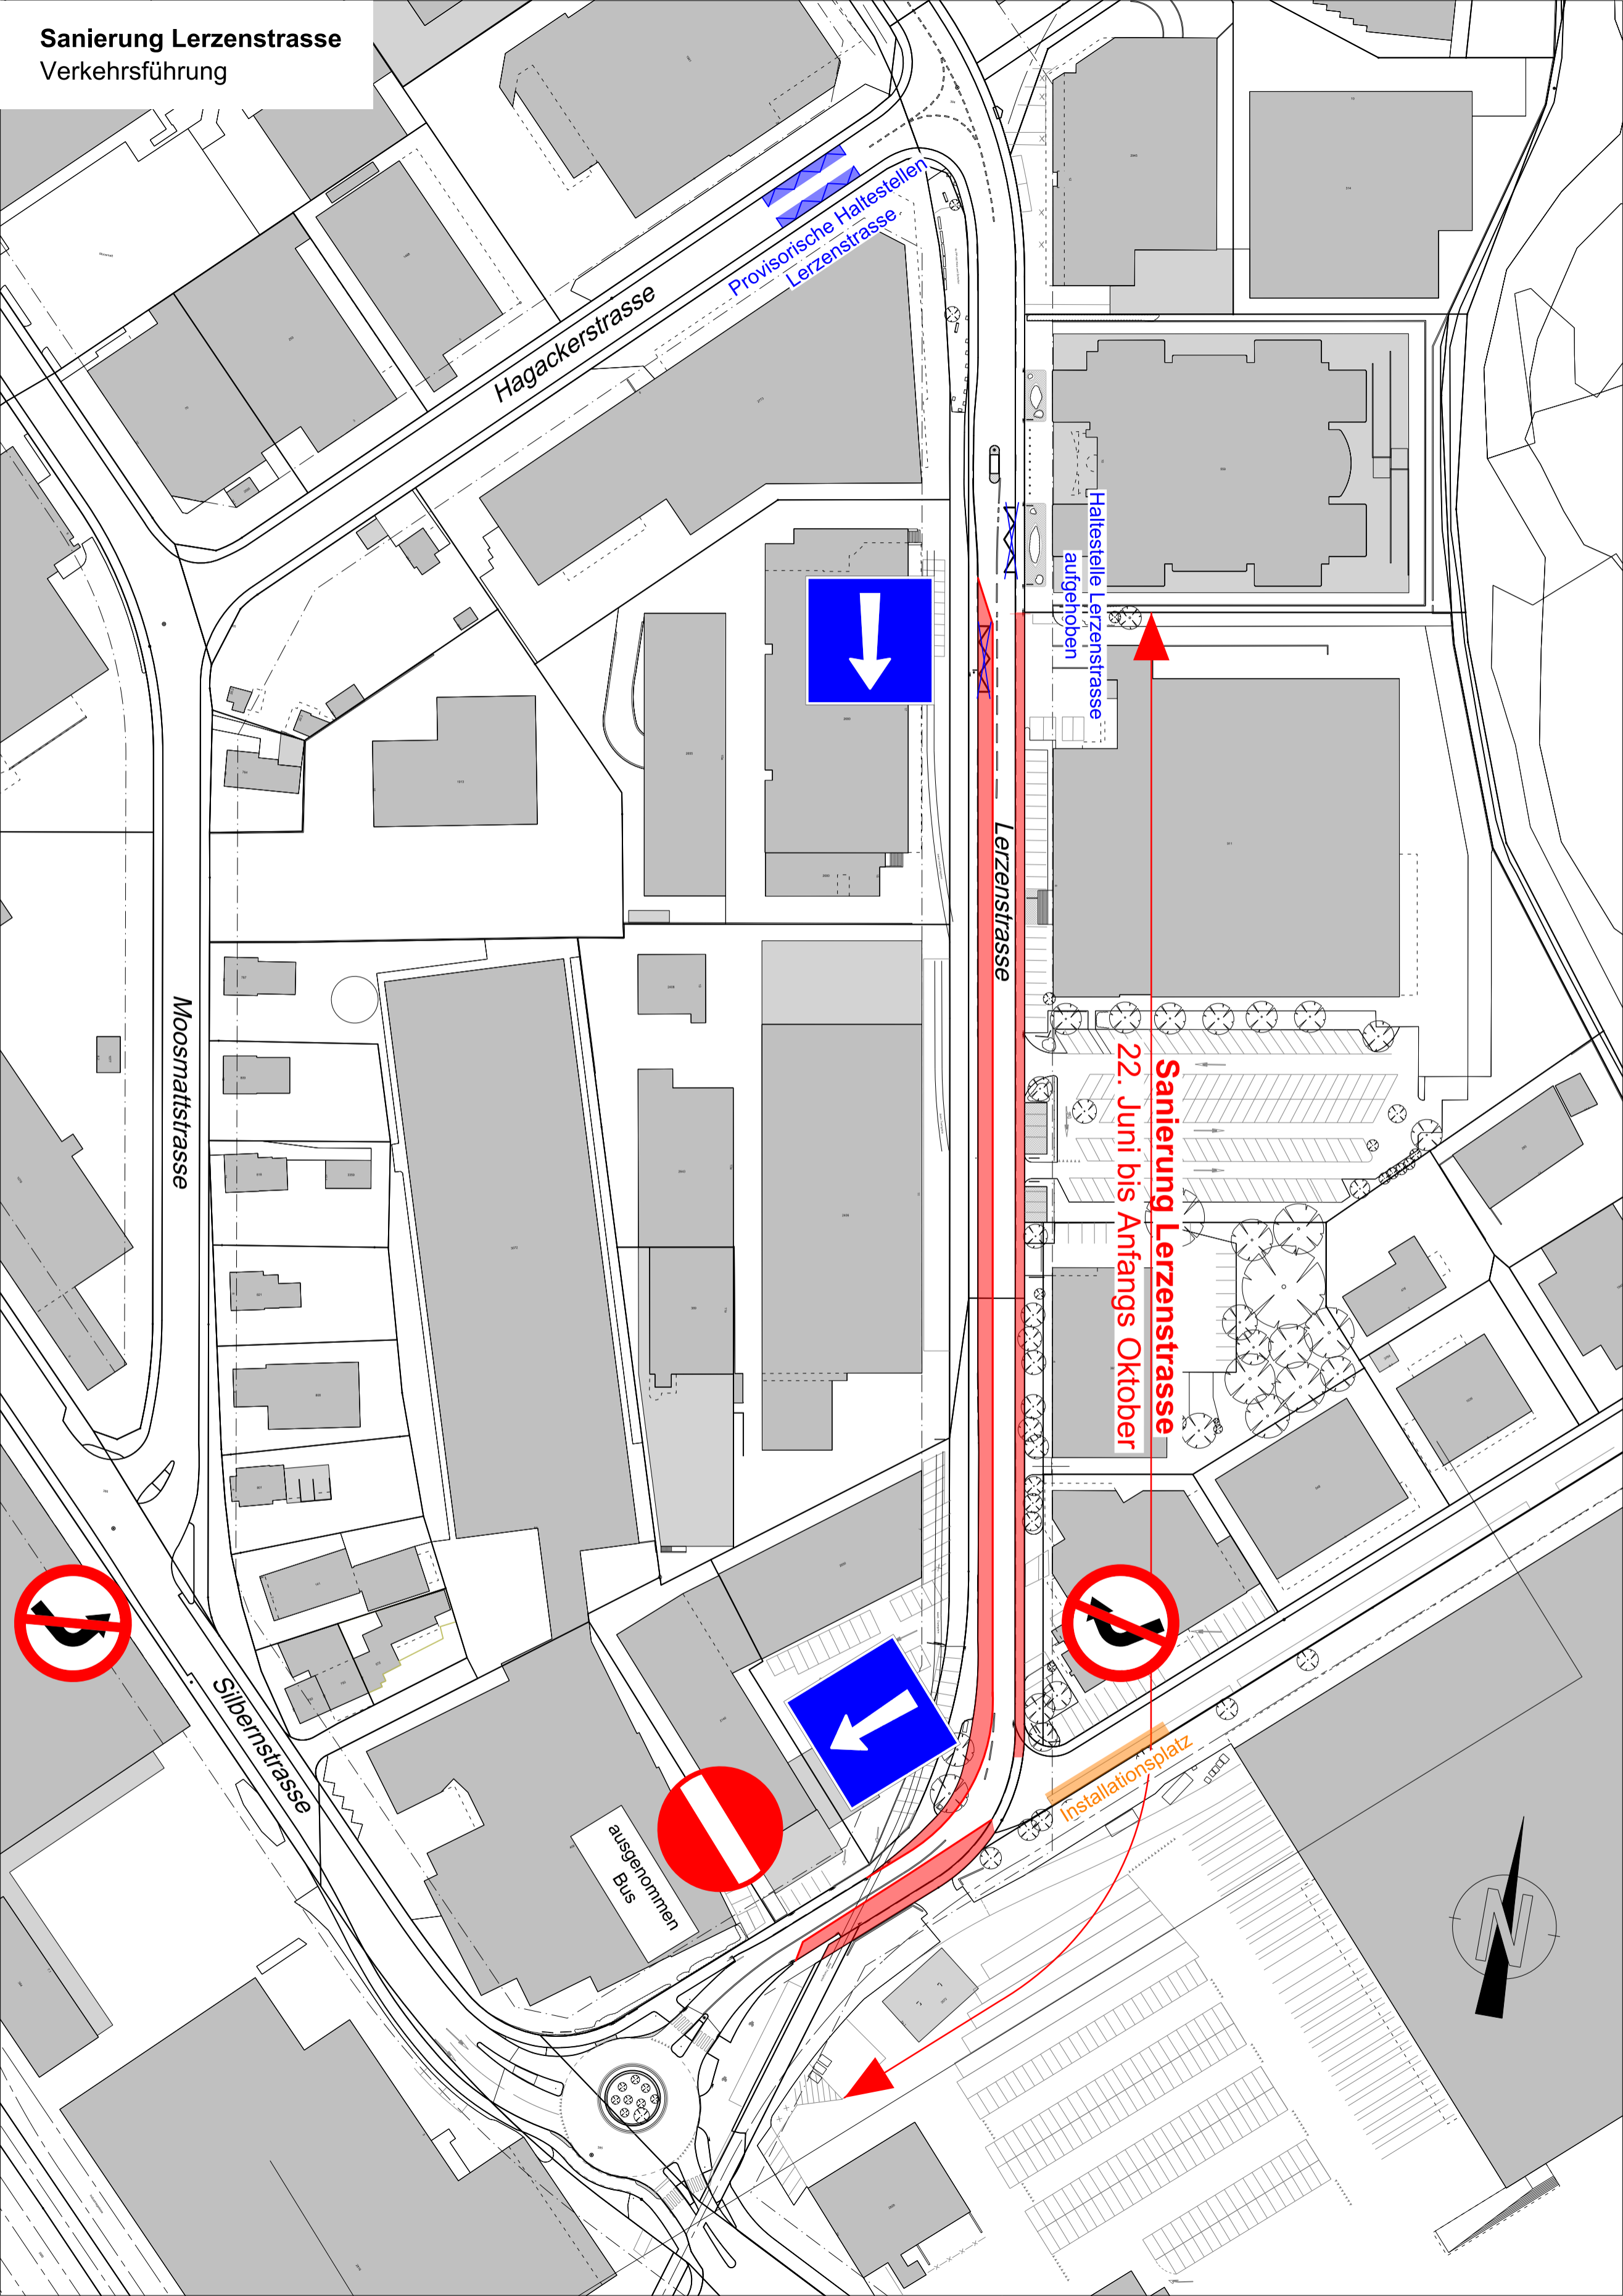 Sanierung Lerzenstrasse
Verkehrsführung
Provisorische Haltestellen
Lerzenstrasse
Hagackerstrasse
Haltestelle Lerzenstrasse
aufgehoben
Lerzenstrasse
Moosmattstrasse
Sanierung Lerzenstrasse
22. Juni bis Anfangs Oktober
Silbernstrasse
Installationsplatz
ausgenommen
Bus
N